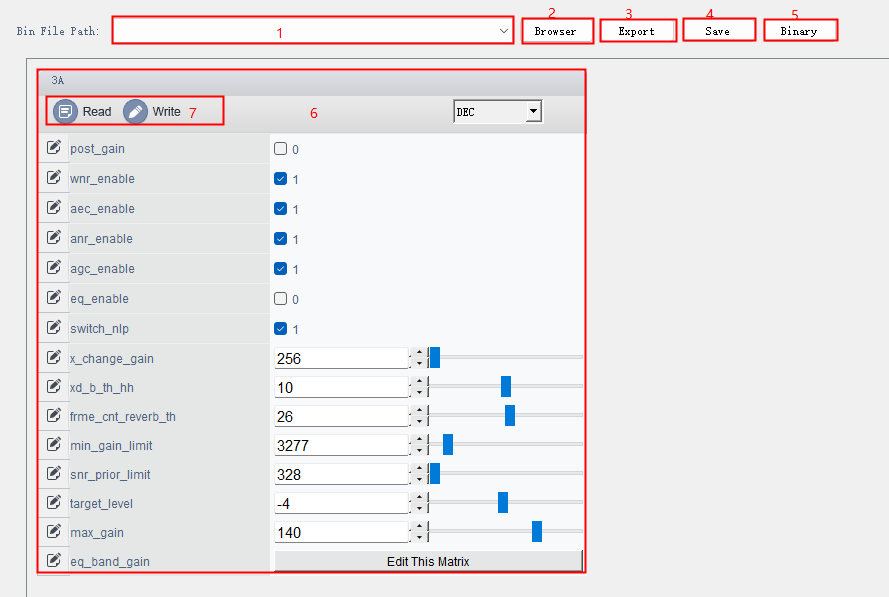 2 3 4 5
Bin File Path: 1 Browser Export Save Binary
3A
Read Write 7 6 DEC
post_gain 0
wnr_enable 1
aec_enable 1
anr_enable 1
agc_enable 1
eq_enable 0
switch_nlp 1
x_change_gain 256
xd_b_th_hh 10
frme_cnt_reverb_th 26
min_gain_limit 3277
snr_prior_limit 328
target_level -4
max_gain 140
eq_band_gain Edit This Matrix